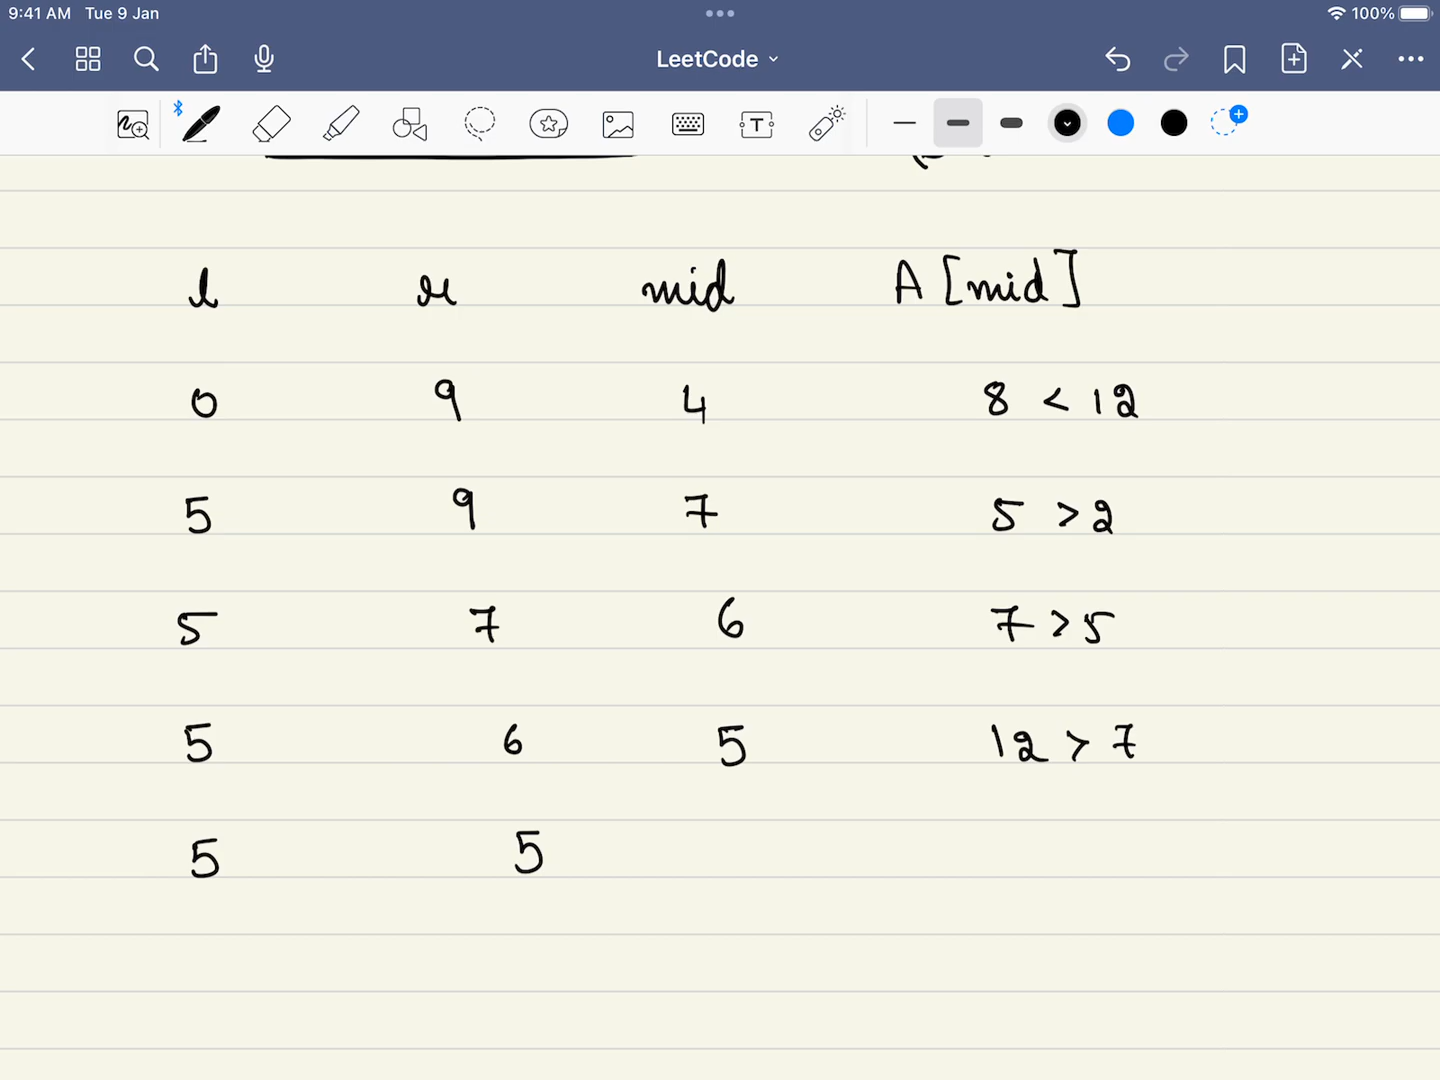 9:41 AM Tue 9 Jan 100%
LeetCode
T
l r mid A [mid]
0 9 4 8 < 12
5 9 7 5 > 2
5 7 6 7 > 5
5 6 5 12 > 7
5 5